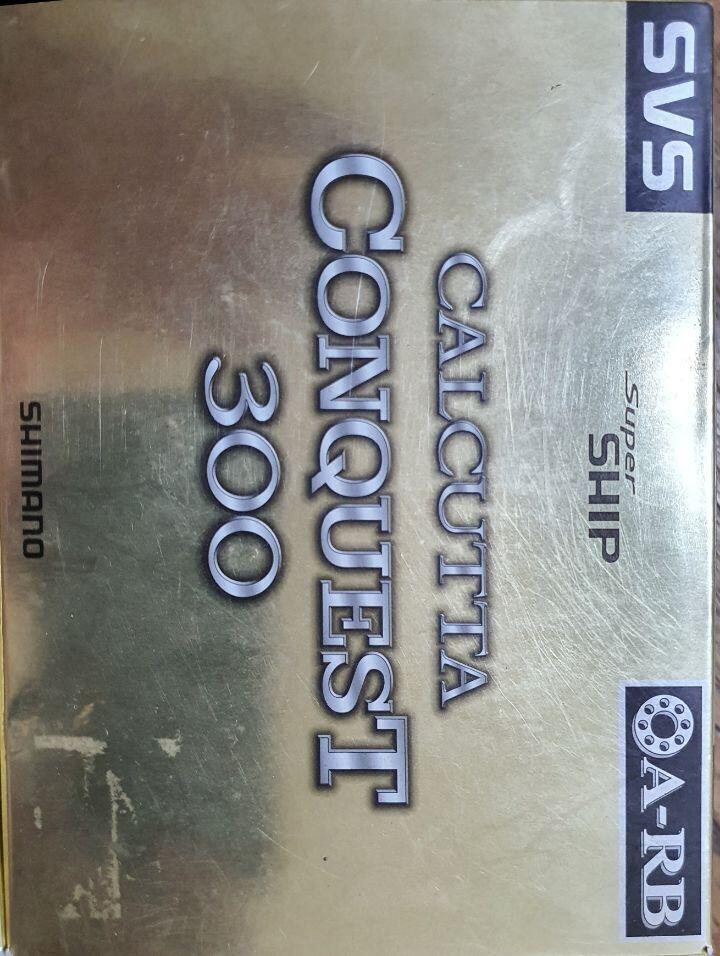 SVS
Super
SHIP
A-RB
CALCUTTA
CONQUEST
300
SHIMANO